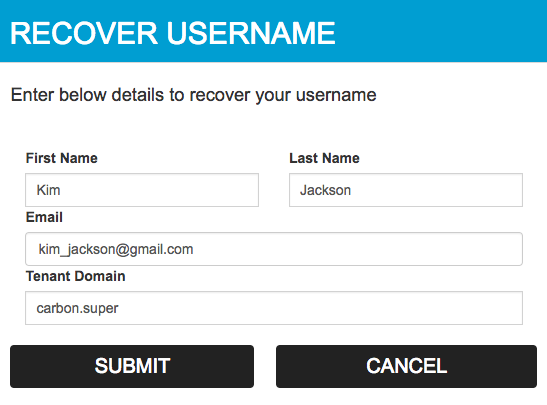 RECOVER USERNAME
Enter below details to recover your username
First Name Last Name
Kim Jackson
Email
kim_jackson@gmail.com
Tenant Domain
carbon.super
SUBMIT CANCEL